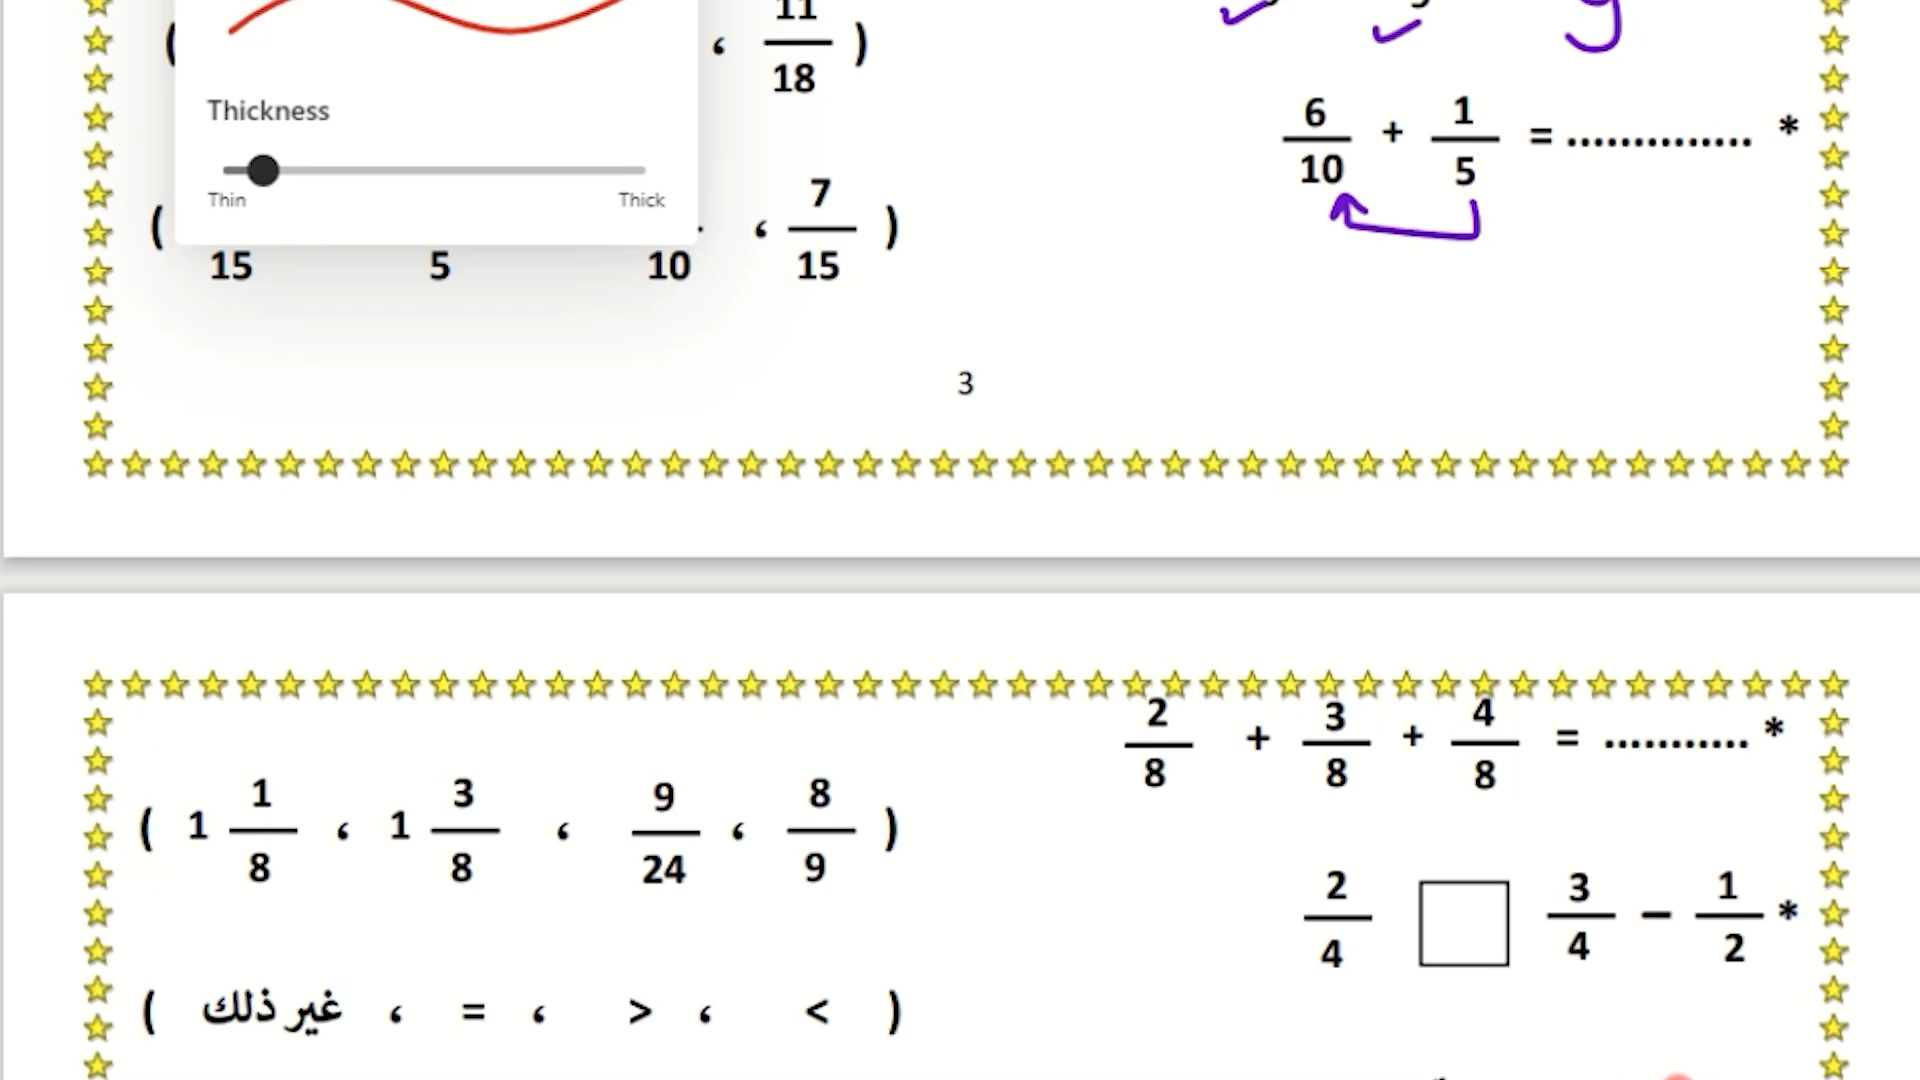 ( ، 11/18 )
Thickness
Thin Thick
6/10 + 1/5 = .............. *
( 15 5 10 ، 7/15 )
3
2/8 + 3/8 + 4/8 = ........... *
( 1 1/8 ، 1 3/8 ، 9/24 ، 8/9 )
2/4 □ 3/4 − 1/2 *
( غير ذلك ، = ، > ، < )